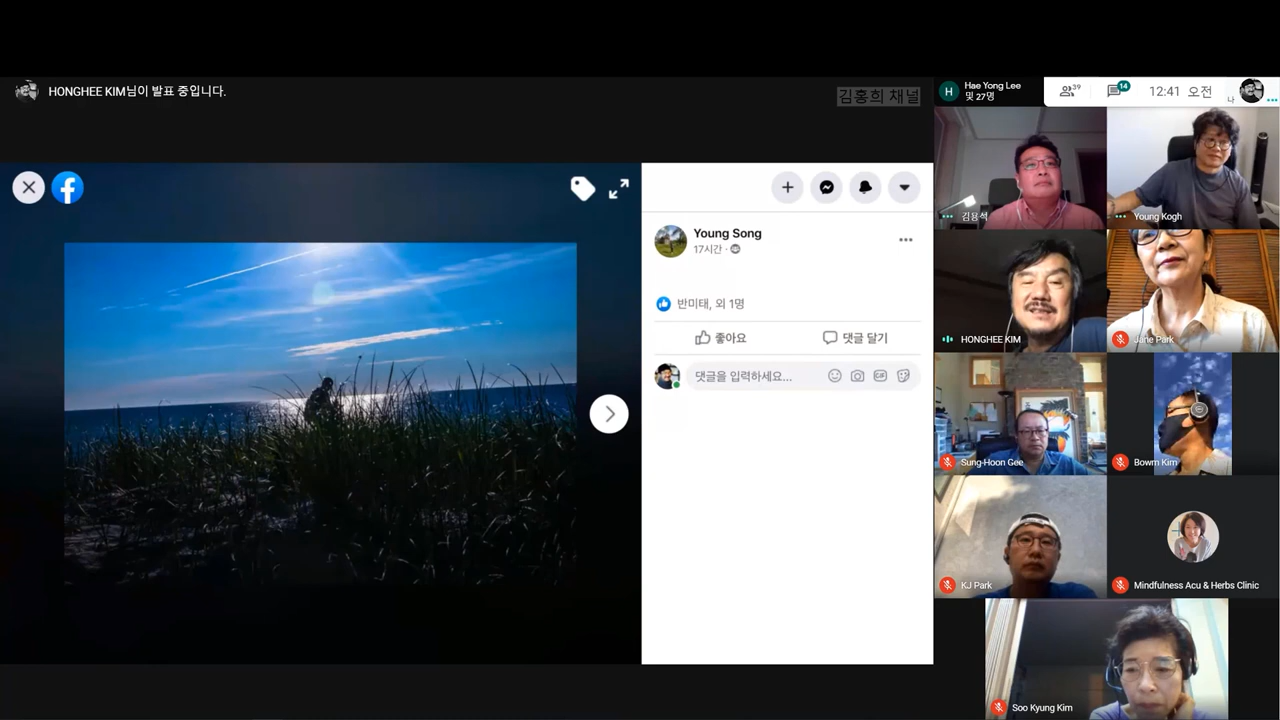 HONGHEE KIM님이 발표 중입니다.
김홍희 채널
H
Hae Yong Lee
및 27명
39
14
12:41 오전
나
Young Song
17시간
반미태, 외 1명
좋아요
댓글 달기
댓글을 입력하세요...
GIF
김용석
Young Kogh
HONGHEE KIM
Jane Park
Sung-Hoon Gee
Bowm Kim
KJ Park
Mindfulness Acu & Herbs Clinic
Soo Kyung Kim